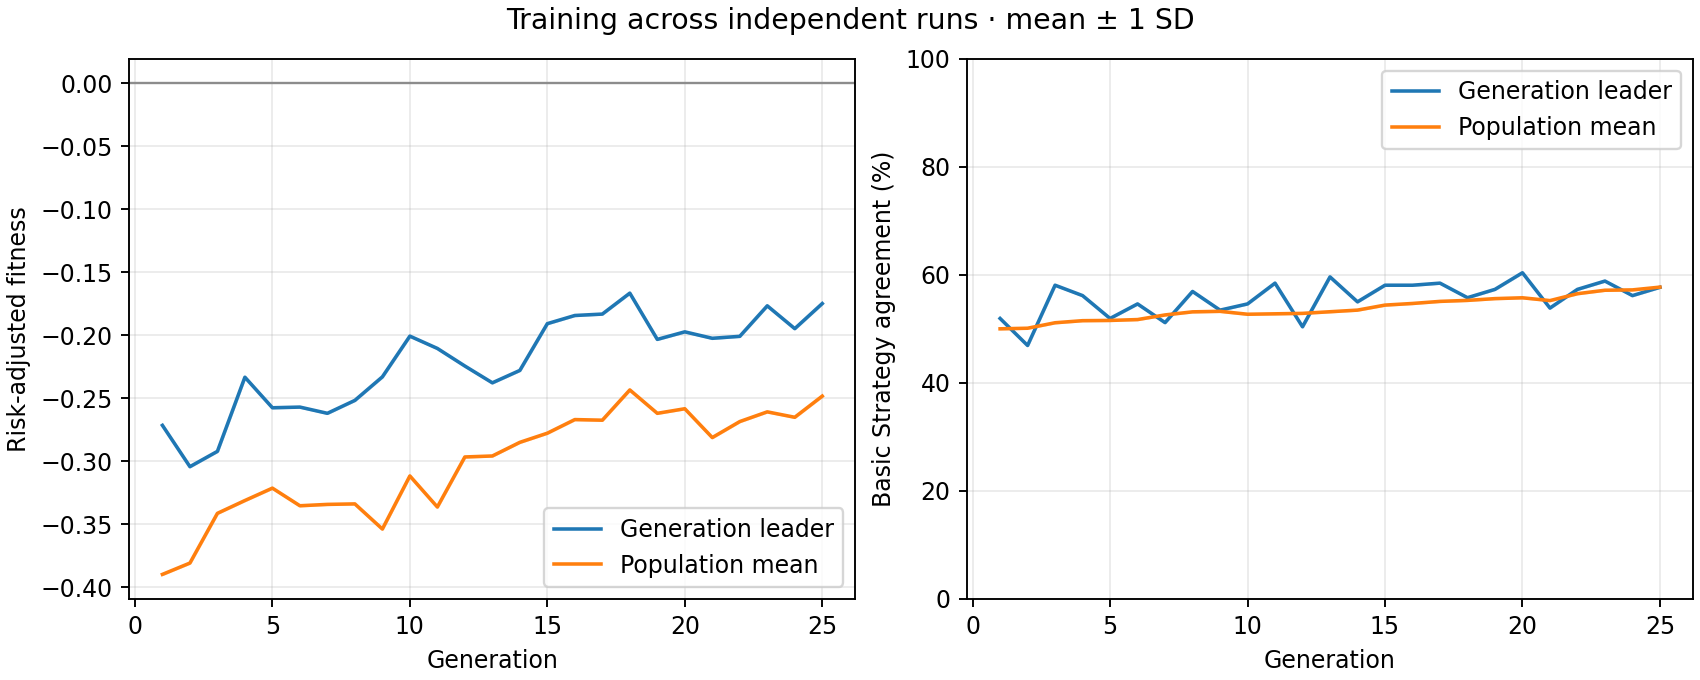 Training across independent runs · mean ± 1 SD
Risk-adjusted fitness
0.00
−0.05
−0.10
−0.15
−0.20
−0.25
−0.30
−0.35
−0.40
Generation leader
Population mean
0 5 10 15 20 25
Generation
Basic Strategy agreement (%)
100
80
60
40
20
0
Generation leader
Population mean
0 5 10 15 20 25
Generation